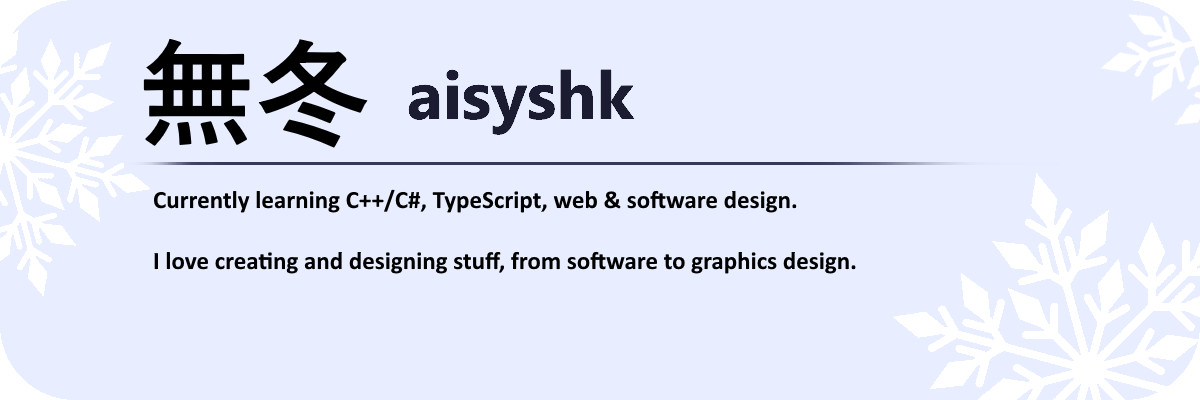 無冬 aisyshk
Currently learning C++/C#, TypeScript, web & software design.
I love creating and designing stuff, from software to graphics design.